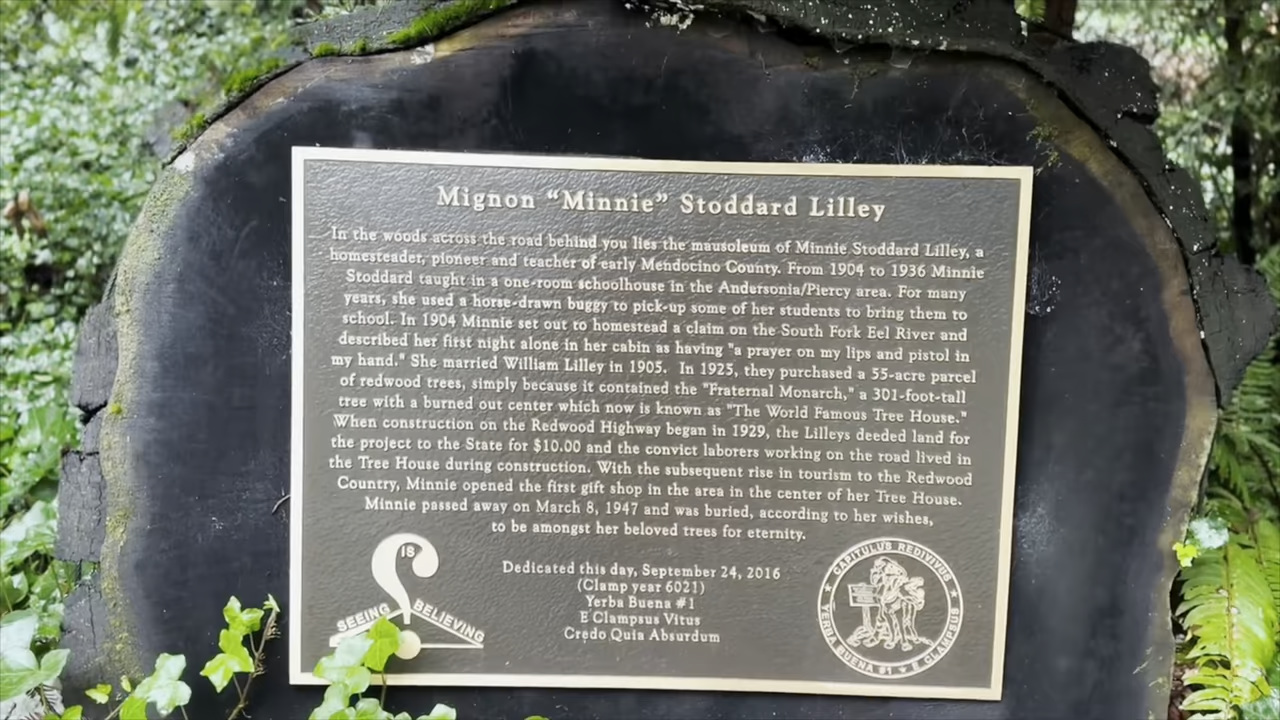 Mignon “Minnie” Stoddard Lilley
In the woods across the road behind you lies the mausoleum of Minnie Stoddard Lilley, a
homesteader, pioneer and teacher of early Mendocino County. From 1904 to 1936 Minnie
Stoddard taught in a one-room schoolhouse in the Andersonia/Piercy area. For many
years, she used a horse-drawn buggy to pick-up some of her students to bring them to
school. In 1904 Minnie set out to homestead a claim on the South Fork Eel River and
described her first night alone in her cabin as having "a prayer on my lips and pistol in
my hand." She married William Lilley in 1905. In 1925, they purchased a 55-acre parcel
of redwood trees, simply because it contained the "Fraternal Monarch," a 301-foot-tall
tree with a burned out center which now is known as "The World Famous Tree House."
When construction on the Redwood Highway began in 1929, the Lilleys deeded land for
the project to the State for $10.00 and the convict laborers working on the road lived in
the Tree House during construction. With the subsequent rise in tourism to the Redwood
Country, Minnie opened the first gift shop in the area in the center of her Tree House.
Minnie passed away on March 8, 1947 and was buried, according to her wishes,
to be amongst her beloved trees for eternity.
SEEING IS BELIEVING
Dedicated this day, September 24, 2016
(Clamp year 6021)
Yerba Buena #1
E Clampsus Vitus
Credo Quia Absurdum
CAPITULUS REDIVIVUS
YERBA BUENA #1 ★ E CLAMPSUS